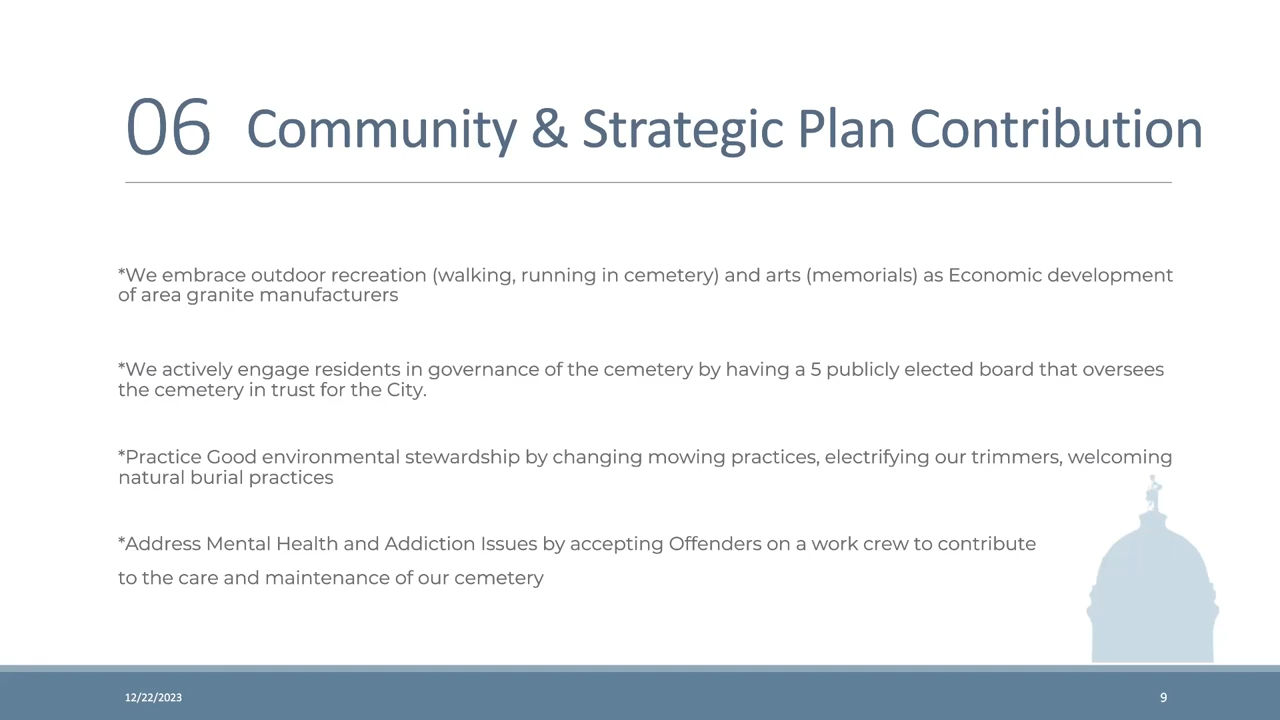 06 Community & Strategic Plan Contribution
*We embrace outdoor recreation (walking, running in cemetery) and arts (memorials) as Economic development
of area granite manufacturers
*We actively engage residents in governance of the cemetery by having a 5 publicly elected board that oversees
the cemetery in trust for the City.
*Practice Good environmental stewardship by changing mowing practices, electrifying our trimmers, welcoming
natural burial practices
*Address Mental Health and Addiction Issues by accepting Offenders on a work crew to contribute
to the care and maintenance of our cemetery
12/22/2023
9